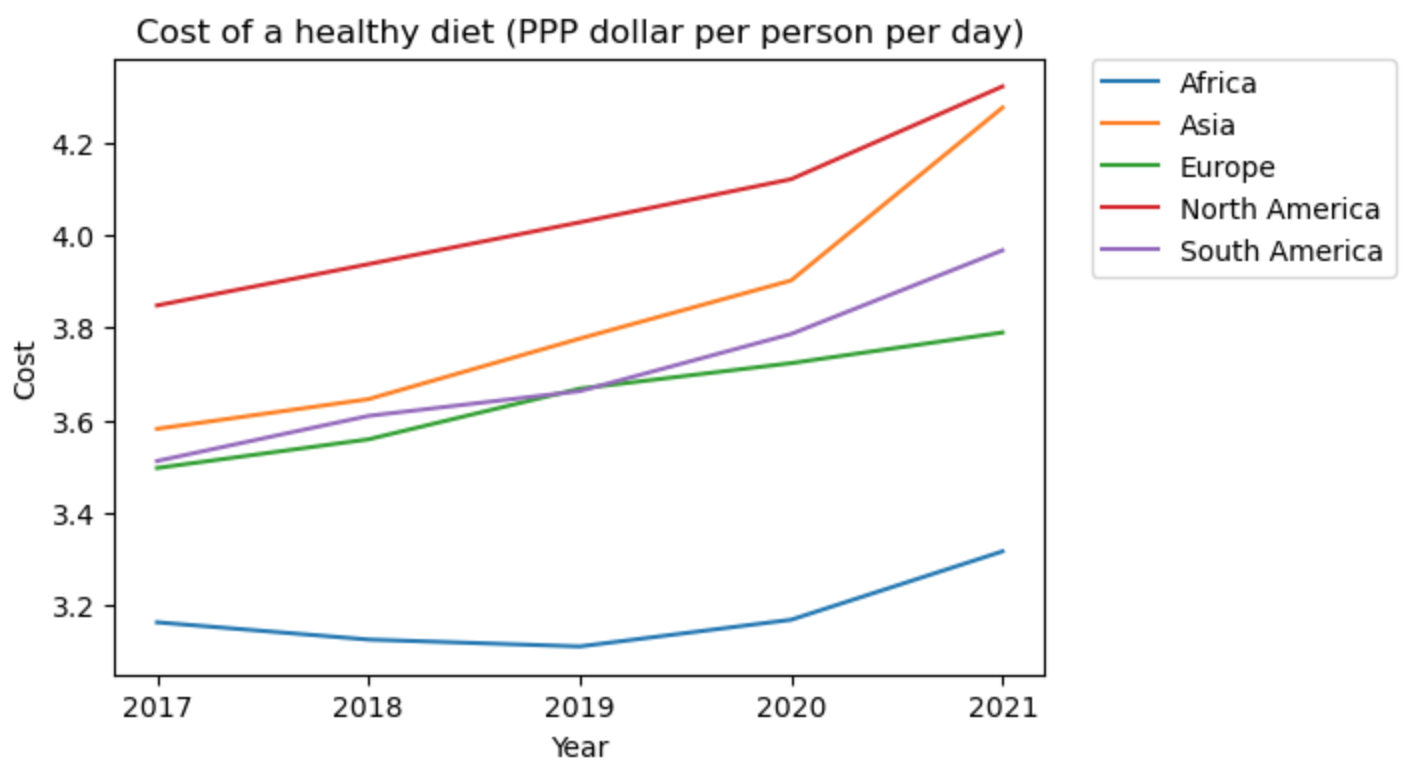 Cost of a healthy diet (PPP dollar per person per day)
Africa
Asia
Europe
North America
South America
4.2
4.0
3.8
3.6
3.4
3.2
Cost
2017 2018 2019 2020 2021
Year